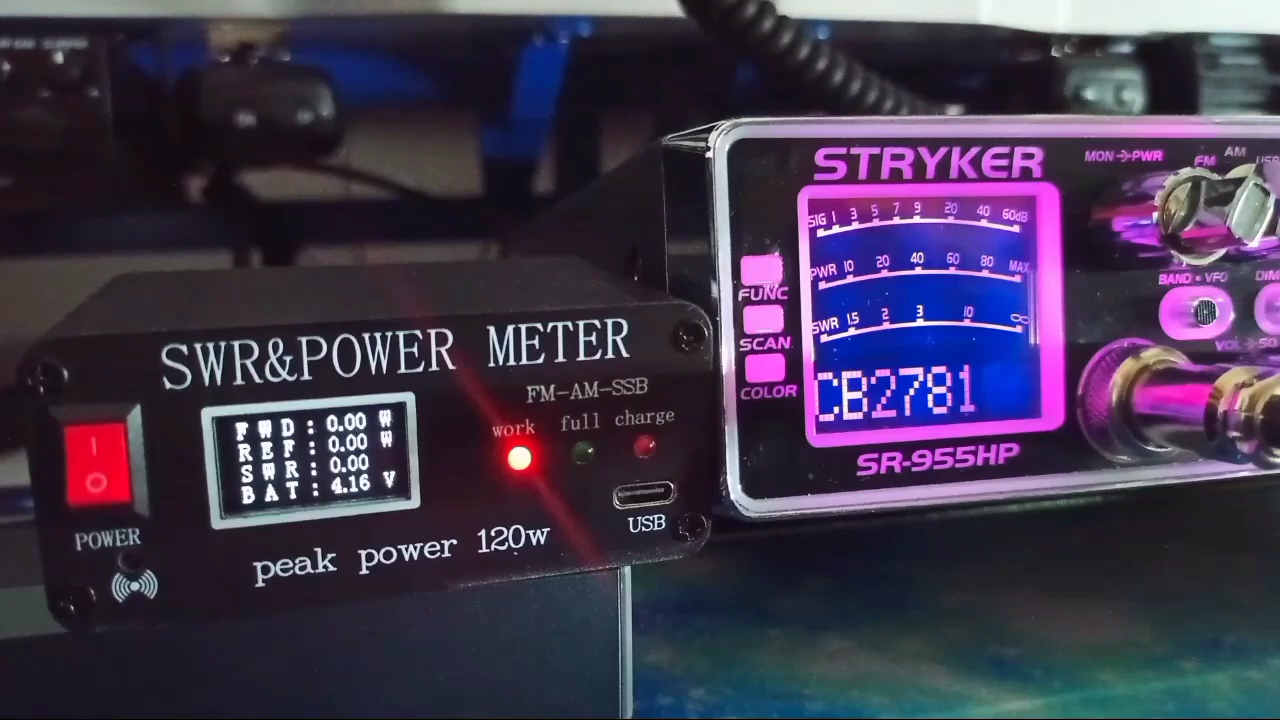 SWR&POWER METER
FM-AM-SSB
work full charge
FWD: 0.00 W
REF: 0.00 W
SWR: 0.00
BAT: 4.16 V
POWER
peak power 120w
USB
STRYKER
MON PWR
FM AM USB
SIG 1 3 5 7 9 20 40 60dB
PWR 10 20 40 60 80 MAX
SWR 1.5 2 3 10 ∞
CB2781
FUNC
SCAN
COLOR
BAND • VFO
DIM
SR-955HP